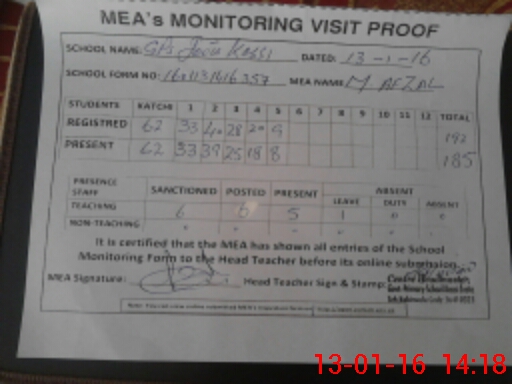 MEA's MONITORING VISIT PROOF
SCHOOL NAME: GPS DATED: 13-1-16
SCHOOL FORM NO: MEA NAME: M AFZAL
STUDENTS KATCHI 1 2 3 4 5 6 7 8 9 10 11 12 TOTAL
REGISTRED 62 33 40 28 20 9 192
PRESENT 62 33 39 25 18 8 185
PRESENCE STAFF SANCTIONED POSTED PRESENT ABSENT
LEAVE DUTY ABSENT
TEACHING 6 6 5 1 0 0
NON-TEACHING
It is certified that the MEA has shown all entries of the School
Monitoring Form to the Head Teacher before its online submission.
MEA Signature: Head Teacher Sign & Stamp:
13-01-16 14:18